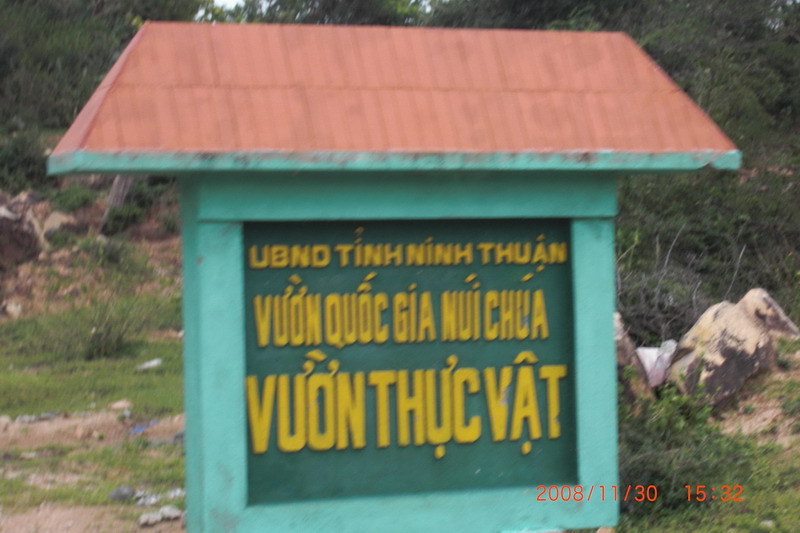 UBND TỈNH NINH THUẬN
VƯỜN QUỐC GIA NÚI CHÚA
VƯỜN THỰC VẬT
2008/11/30 15:32